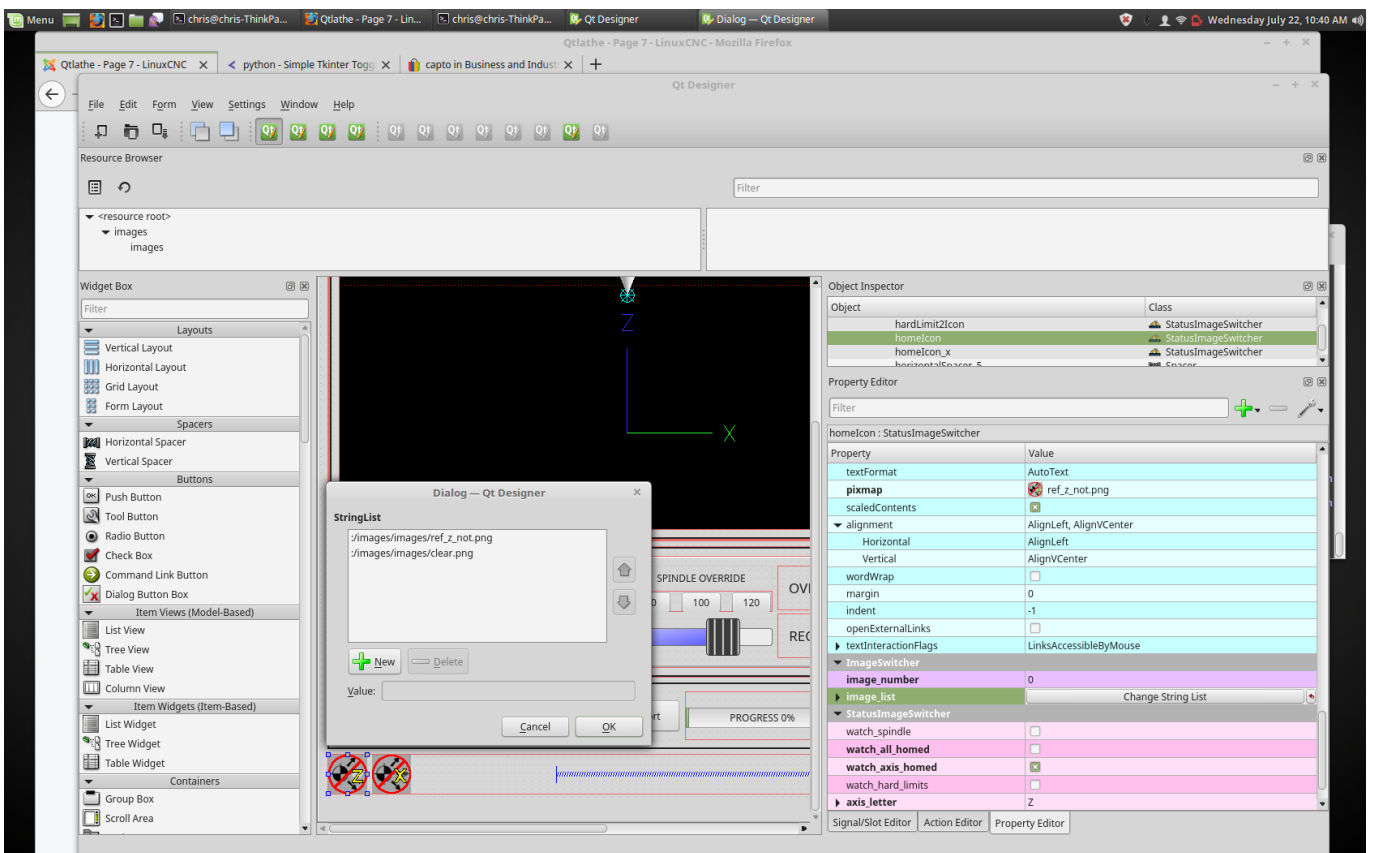 Menu
chris@chris-ThinkPa...
Qtlathe - Page 7 - Lin...
chris@chris-ThinkPa...
Qt Designer
Dialog — Qt Designer
Wednesday July 22, 10:40 AM
Qtlathe - Page 7 - LinuxCNC - Mozilla Firefox
Qtlathe - Page 7 - LinuxCNC
python - Simple Tkinter Togg
capto in Business and Indust
Qt Designer
File Edit Form View Settings Window Help
Resource Browser
Filter
<resource root>
images
images
Widget Box
Filter
Layouts
Vertical Layout
Horizontal Layout
Grid Layout
Form Layout
Spacers
Horizontal Spacer
Vertical Spacer
Buttons
OK Push Button
Tool Button
Radio Button
Check Box
Command Link Button
Dialog Button Box
Item Views (Model-Based)
List View
Tree View
Table View
Column View
Item Widgets (Item-Based)
List Widget
Tree Widget
Table Widget
Containers
Group Box
Scroll Area
Z
X
Dialog — Qt Designer
StringList
:/images/images/ref_z_not.png
:/images/images/clear.png
New
Delete
Value:
Cancel
OK
SPINDLE OVERRIDE
0 100 120
OVI
REC
rt
PROGRESS 0%
Z
X
Object Inspector
Object Class
hardLimit2Icon StatusImageSwitcher
homeIcon StatusImageSwitcher
homeIcon_x StatusImageSwitcher
horizontalSpacer_5 Spacer
Property Editor
Filter
homeIcon : StatusImageSwitcher
Property Value
textFormat AutoText
pixmap ref_z_not.png
scaledContents
alignment AlignLeft, AlignVCenter
Horizontal AlignLeft
Vertical AlignVCenter
wordWrap
margin 0
indent -1
openExternalLinks
textInteractionFlags LinksAccessibleByMouse
ImageSwitcher
image_number 0
image_list Change String List
StatusImageSwitcher
watch_spindle
watch_all_homed
watch_axis_homed
watch_hard_limits
axis_letter Z
Signal/Slot Editor Action Editor Property Editor